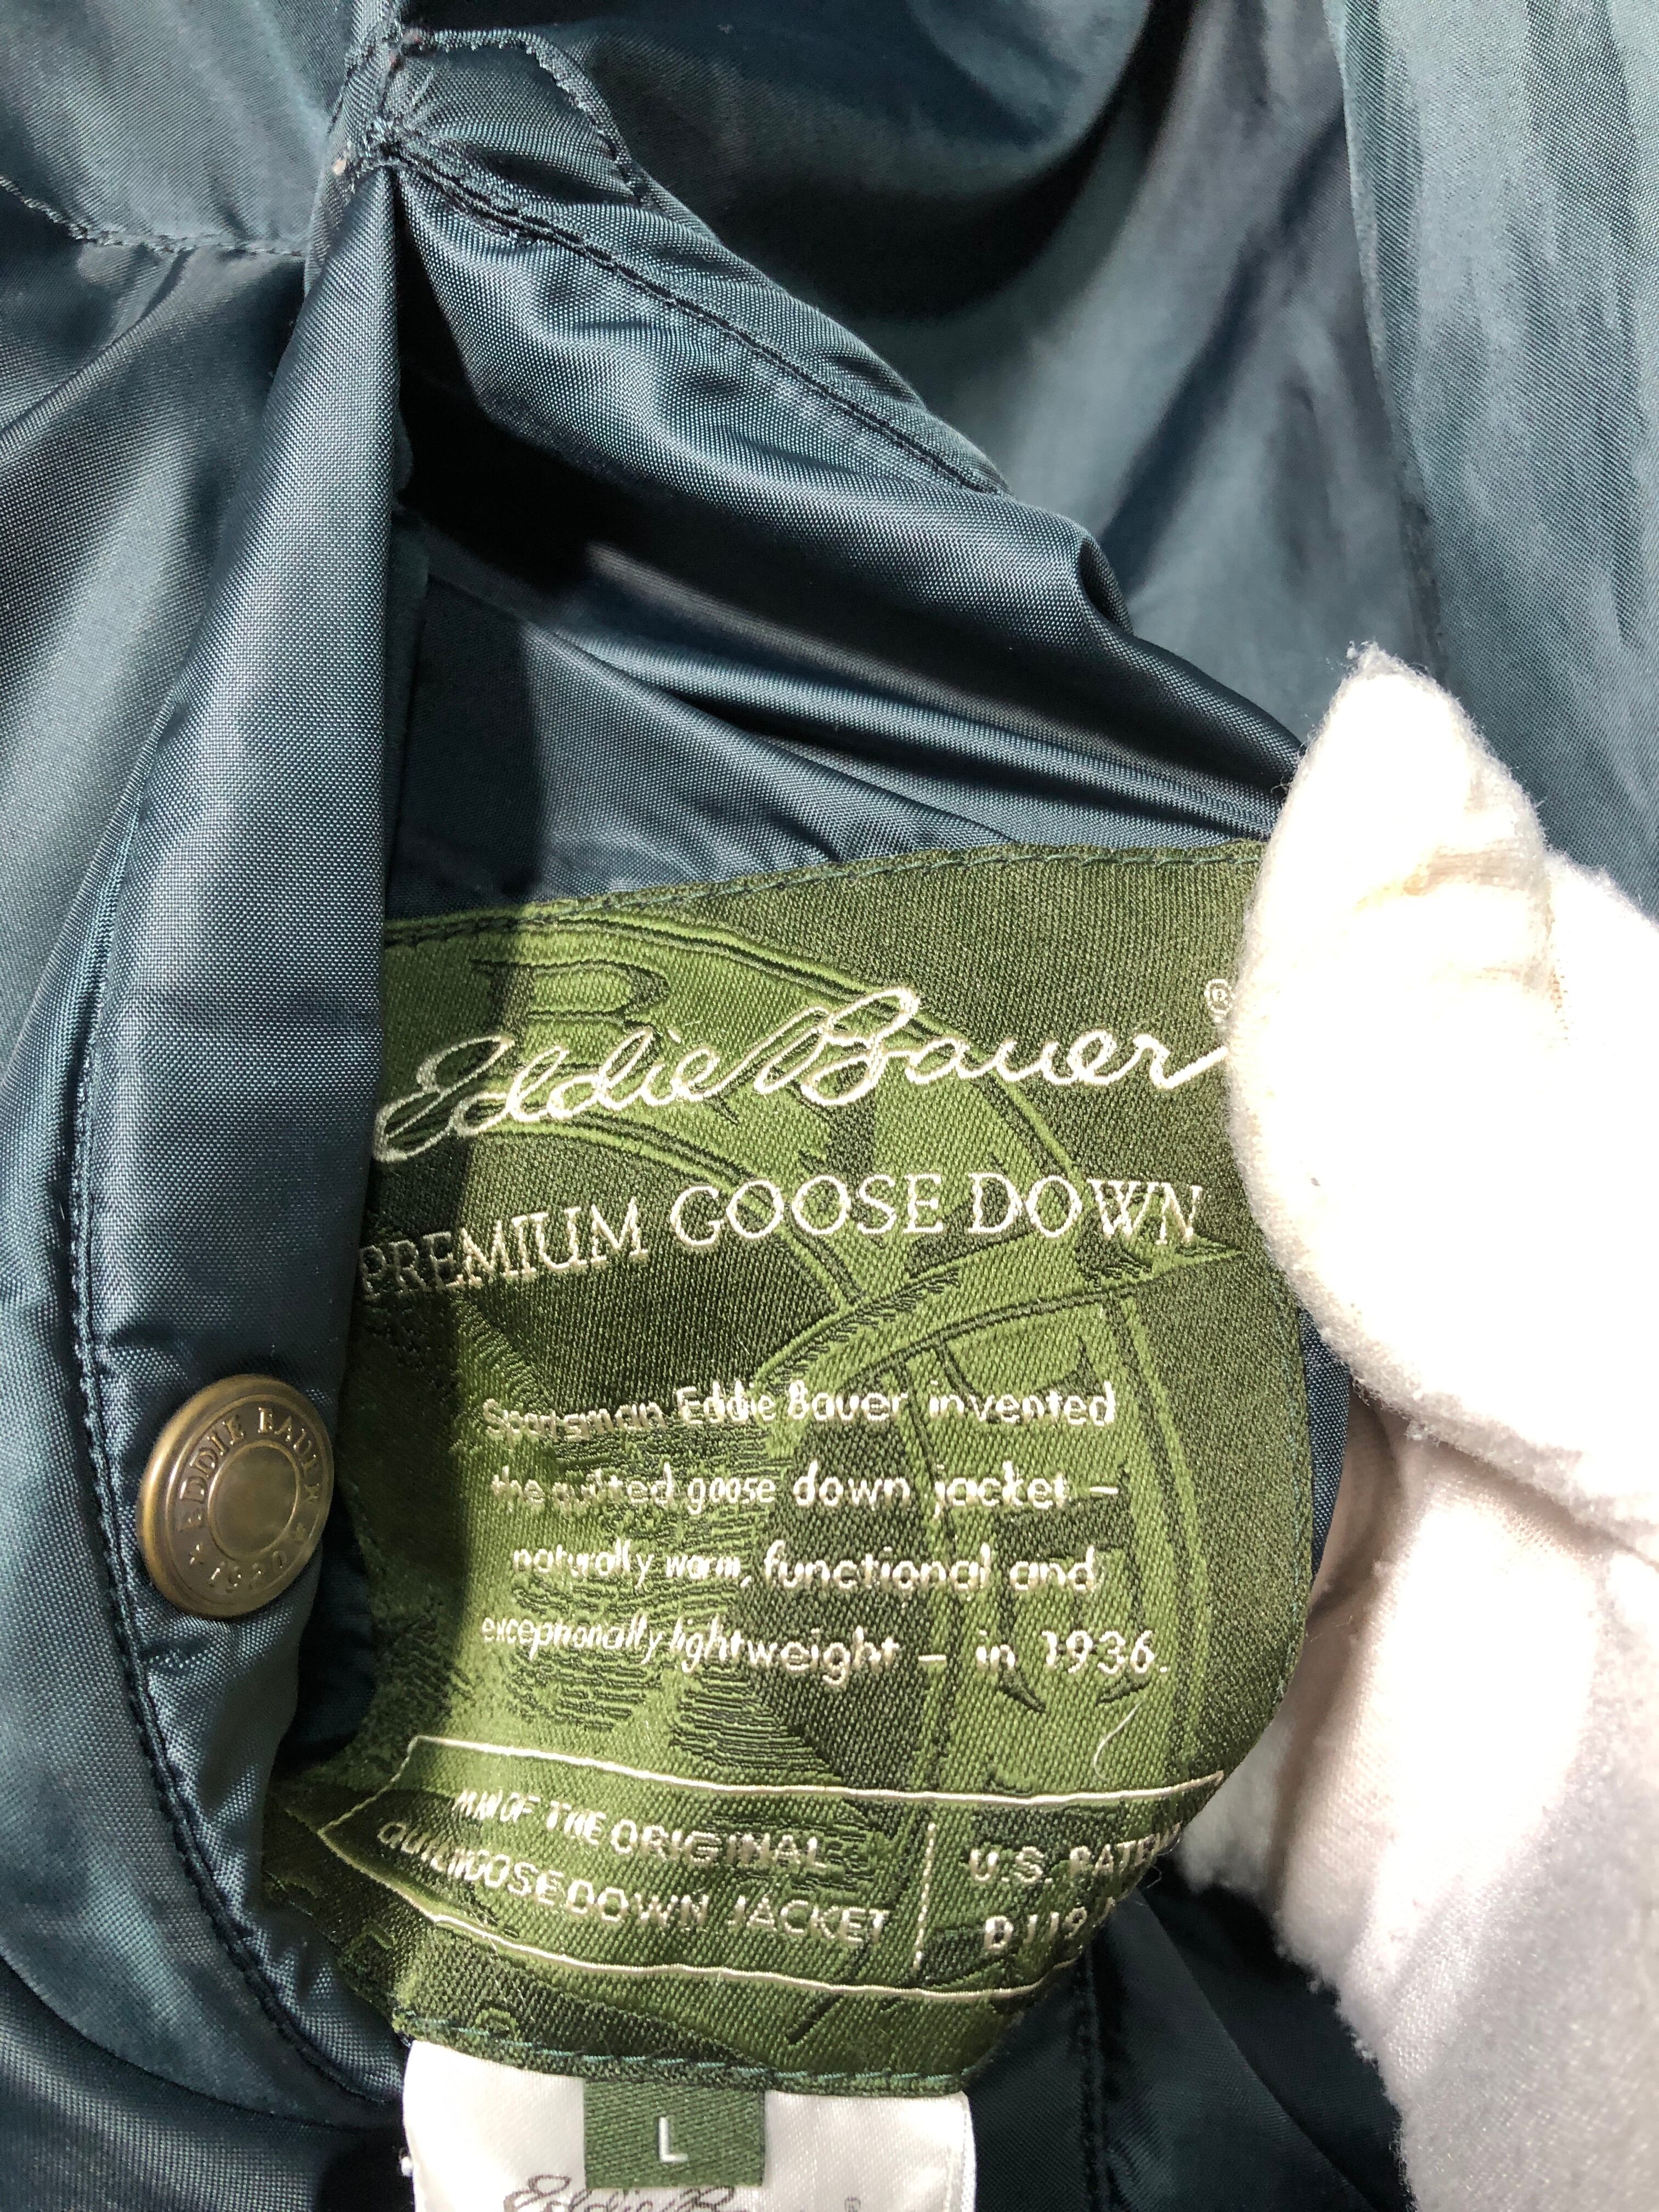 Eddie Bauer ®
PREMIUM GOOSE DOWN
Sportsman Eddie Bauer invented
the quilted goose down jacket –
naturally warm, functional and
exceptionally lightweight – in 1936.
OF THE ORIGINAL
DOWN JACKET
U.S.
EDDIE BAUER
1920
L
Eddie